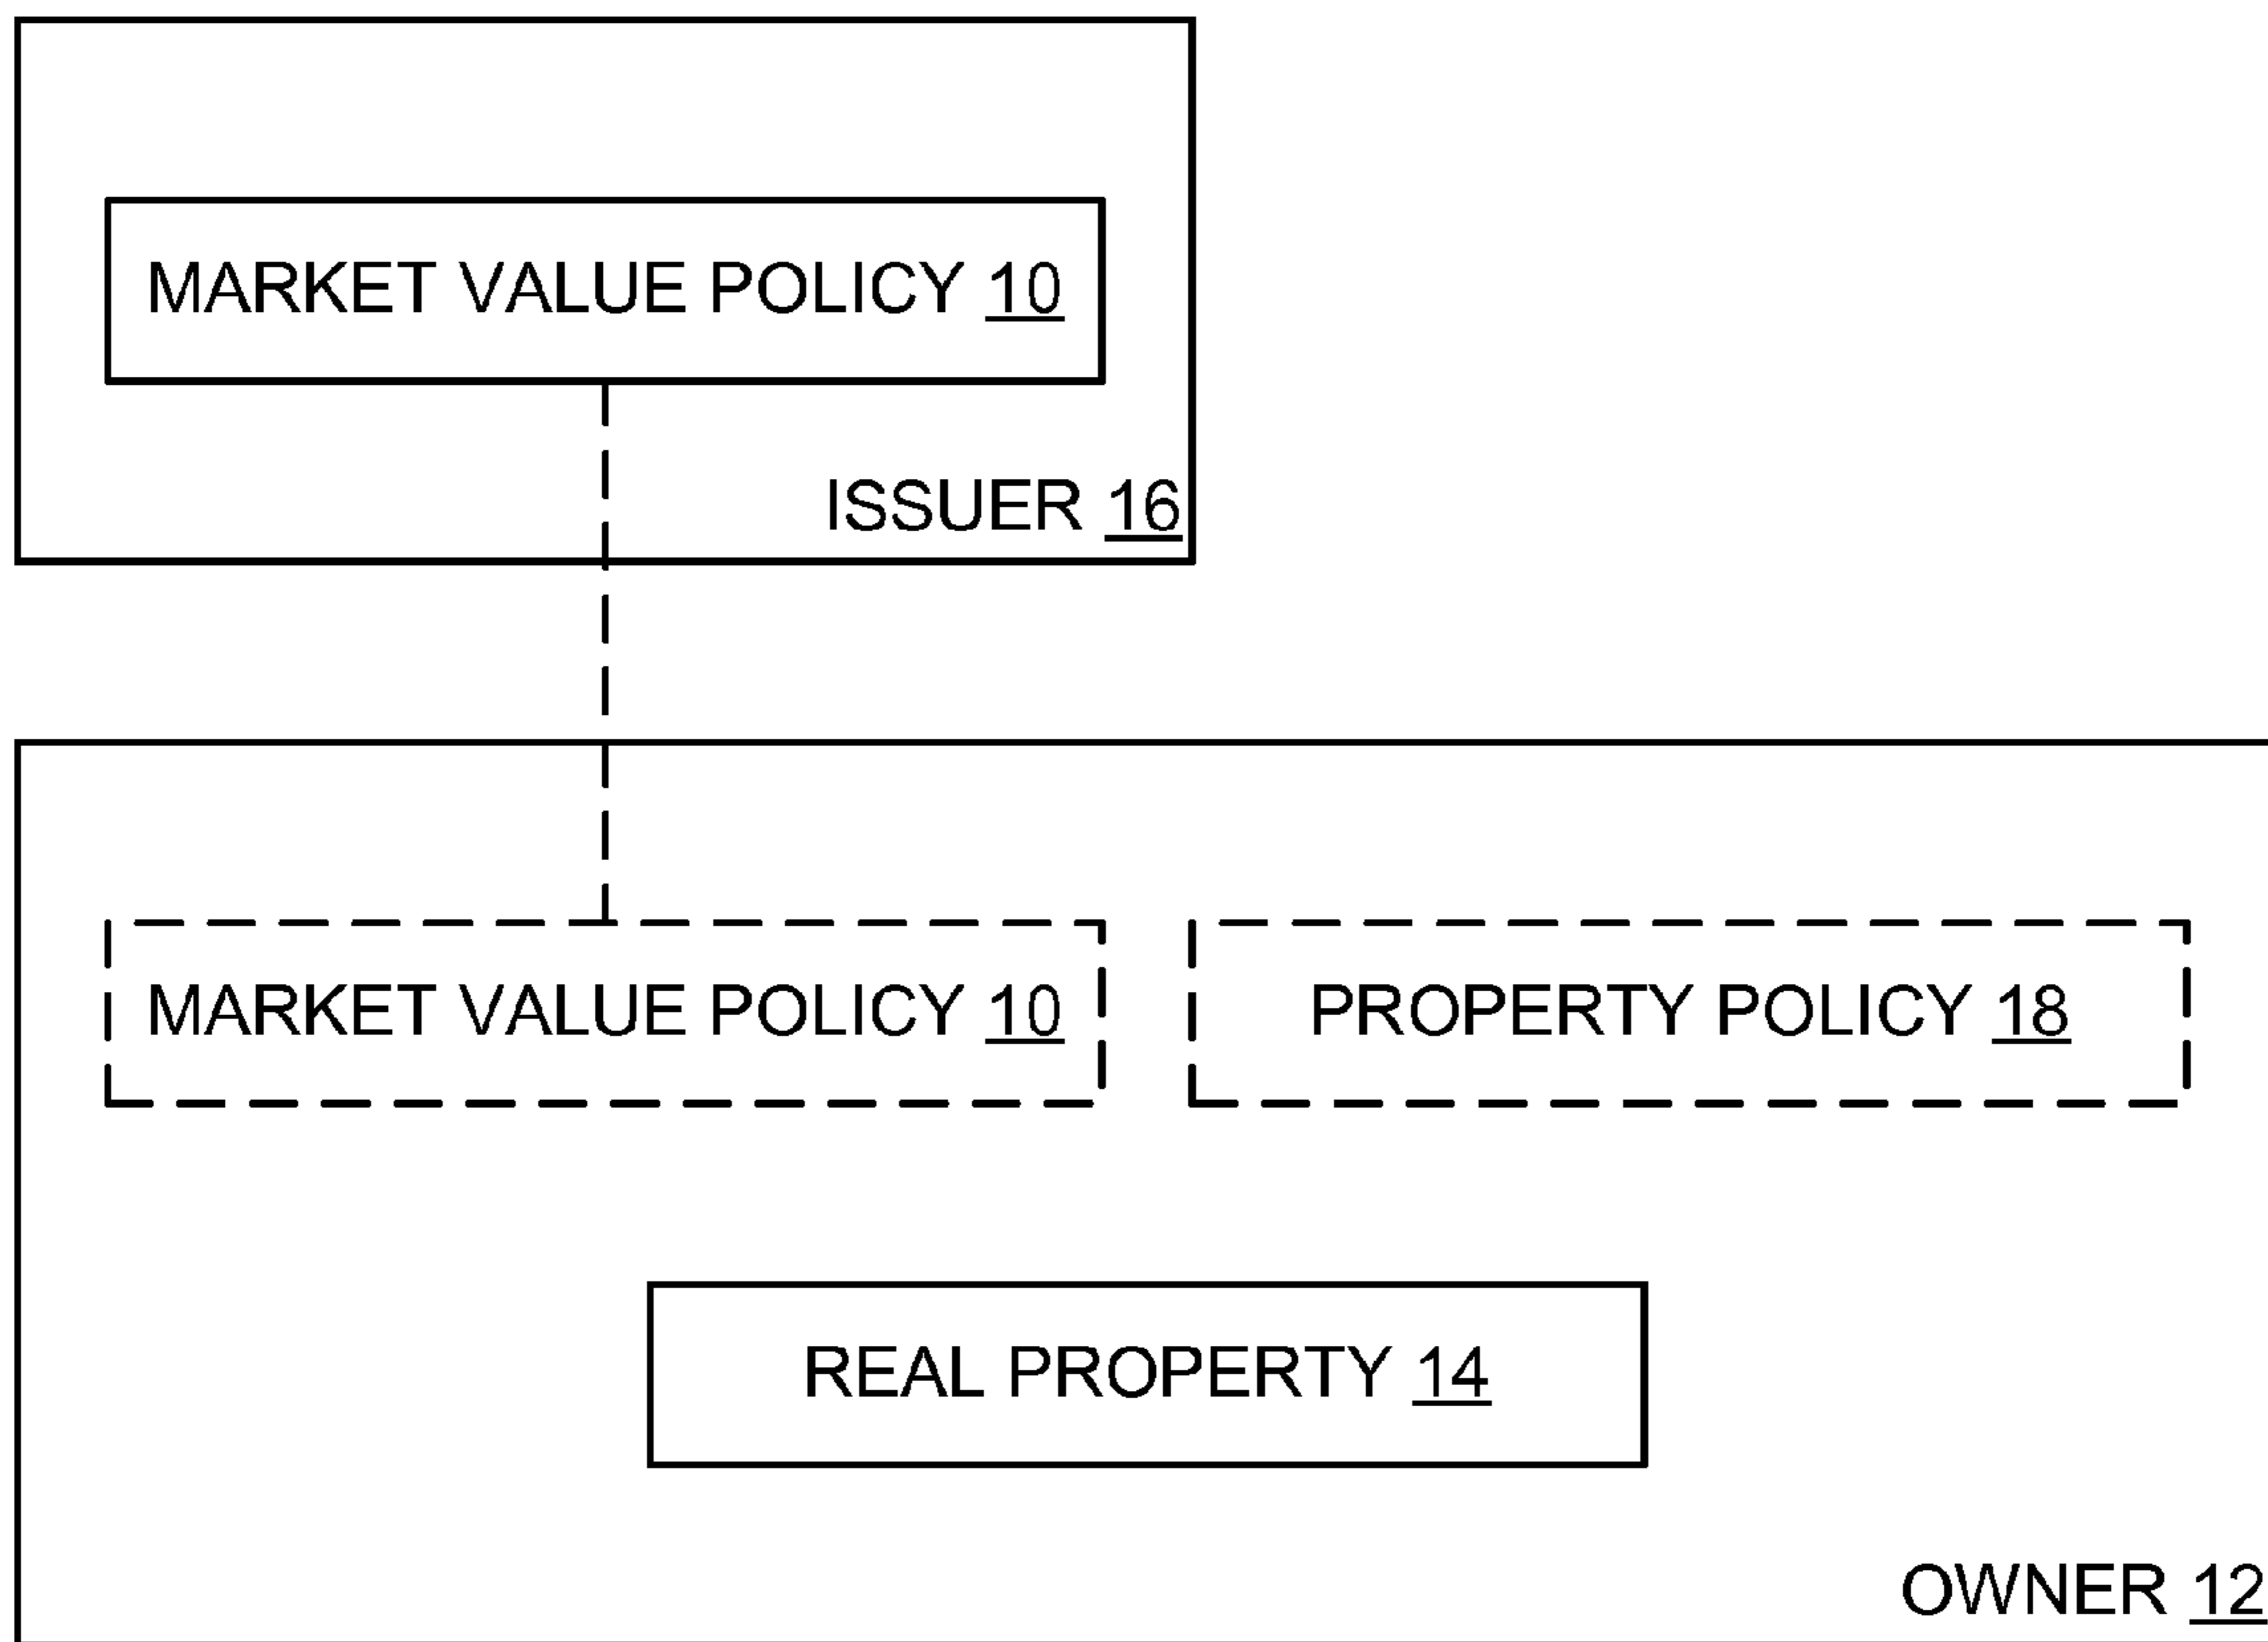 MARKET VALUE POLICY 10
ISSUER 16
MARKET VALUE POLICY 10
PROPERTY POLICY 18
REAL PROPERTY 14
OWNER 12